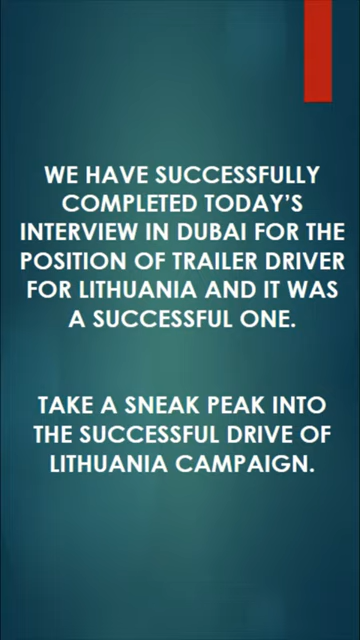 WE HAVE SUCCESSFULLY
COMPLETED TODAY'S
INTERVIEW IN DUBAI FOR THE
POSITION OF TRAILER DRIVER
FOR LITHUANIA AND IT WAS
A SUCCESSFUL ONE.
TAKE A SNEAK PEAK INTO
THE SUCCESSFUL DRIVE OF
LITHUANIA CAMPAIGN.